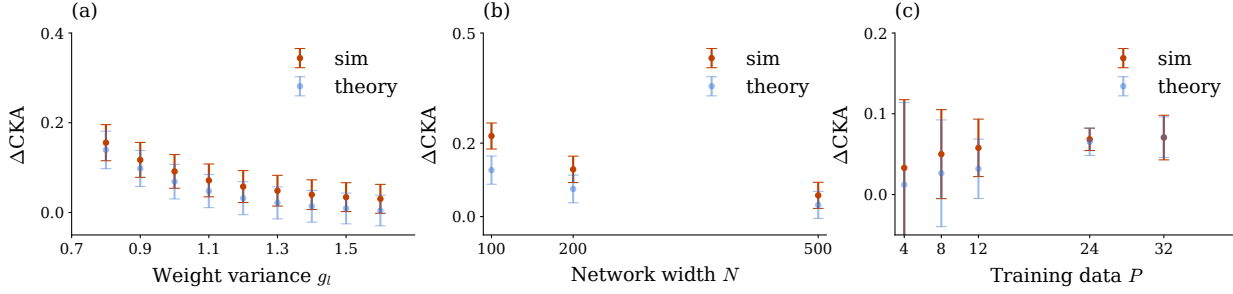 (a)
ΔCKA
0.4
0.2
0.0
0.7
0.9
1.1
1.3
1.5
Weight variance $g_l$
sim
theory
(b)
ΔCKA
0.5
0.2
0.0
100
200
500
Network width $N$
sim
theory
(c)
ΔCKA
0.2
0.1
0.0
4
8
12
24
32
Training data $P$
sim
theory